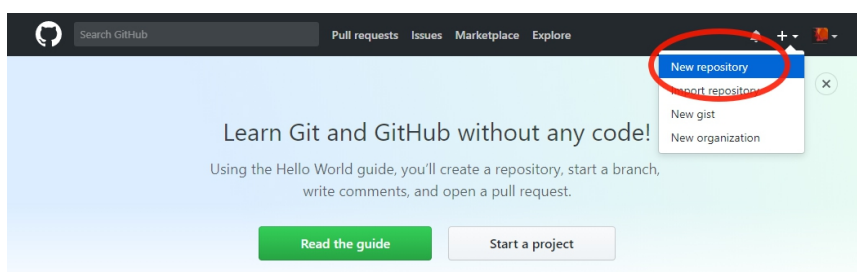 Search GitHub
Pull requests Issues Marketplace Explore
New repository
Import repository
New gist
New organization
Learn Git and GitHub without any code!
Using the Hello World guide, you'll create a repository, start a branch,
write comments, and open a pull request.
Read the guide
Start a project